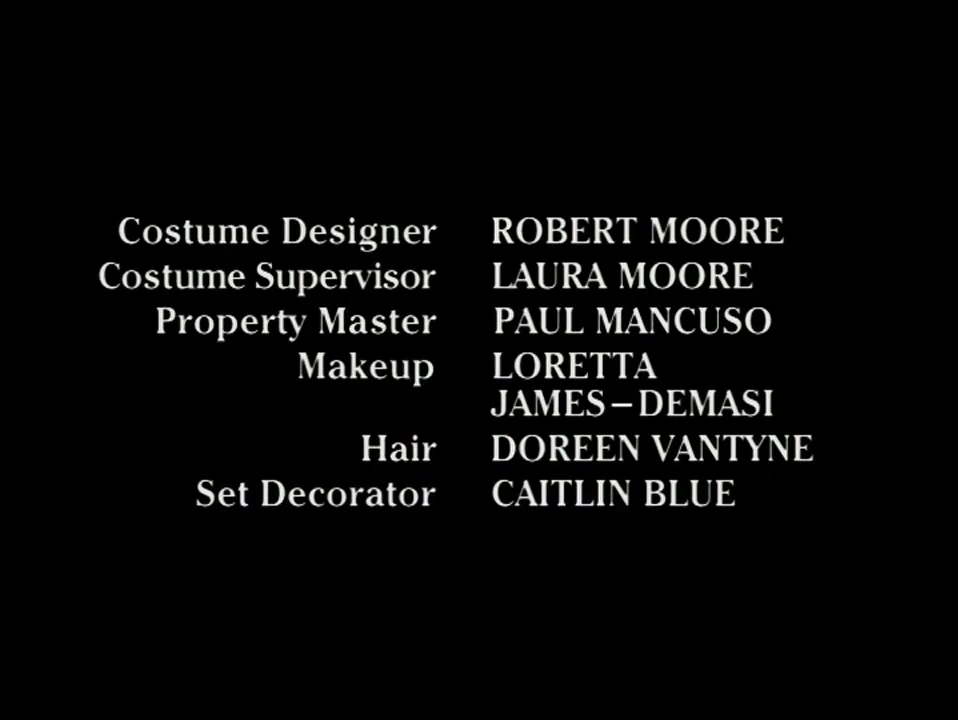 Costume Designer ROBERT MOORE
Costume Supervisor LAURA MOORE
Property Master PAUL MANCUSO
Makeup LORETTA
JAMES–DEMASI
Hair DOREEN VANTYNE
Set Decorator CAITLIN BLUE